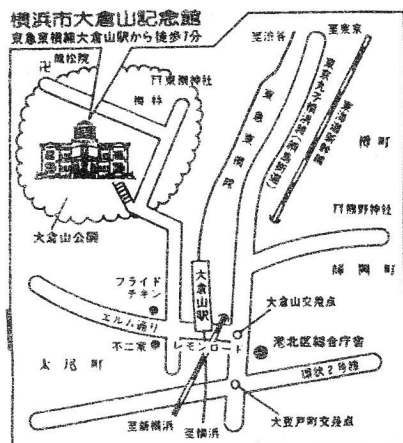 横浜市大倉山記念館
京急東横線大倉山駅から徒歩7分
龍松院
東照神社
梅林
至渋谷
至東京
東急東横線
東京丸子横浜線(綱島街道)
東海道新幹線
樽町
熊野神社
大倉山公園
師岡町
フライド
チキン
大倉山駅
大倉山交差点
エルム通り
レモンロード
港北区総合庁舎
不二家
太尾町
環状2号線
至新横浜
至横浜
大豆戸町交差点